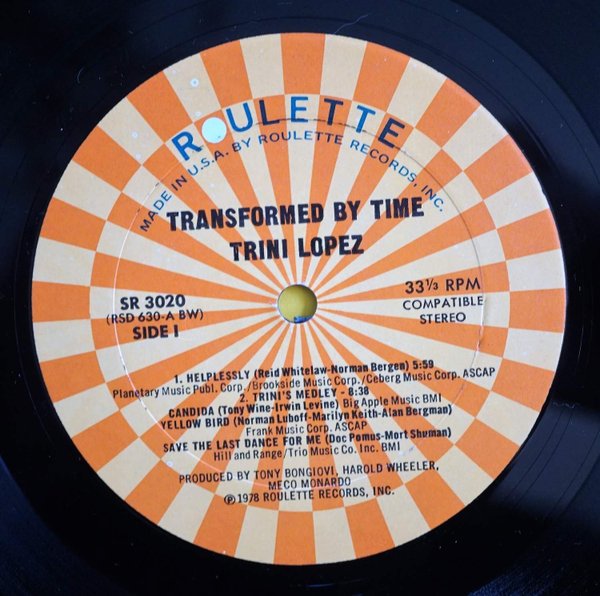 ROULETTE
MADE IN U.S.A. BY ROULETTE RECORDS, INC.
TRANSFORMED BY TIME
TRINI LOPEZ
SR 3020
(RSD 630-A BW)
SIDE I
33⅓ RPM
COMPATIBLE
STEREO
1. HELPLESSLY (Reid Whitelaw-Norman Bergen) 5:59
Planetary Music Publ. Corp./Brookside Music Corp./Ceberg Music Corp. ASCAP
2. TRINI'S MEDLEY - 8:38
CANDIDA (Tony Wine-Irwin Levine) Big Apple Music BMI
YELLOW BIRD (Norman Luboff-Marilyn Keith-Alan Bergman)
Frank Music Corp. ASCAP
SAVE THE LAST DANCE FOR ME (Doc Pomus-Mort Shuman)
Hill and Range/Trio Music Co. Inc. BMI
PRODUCED BY TONY BONGIOVI, HAROLD WHEELER,
MECO MONARDO
℗1978 ROULETTE RECORDS, INC.